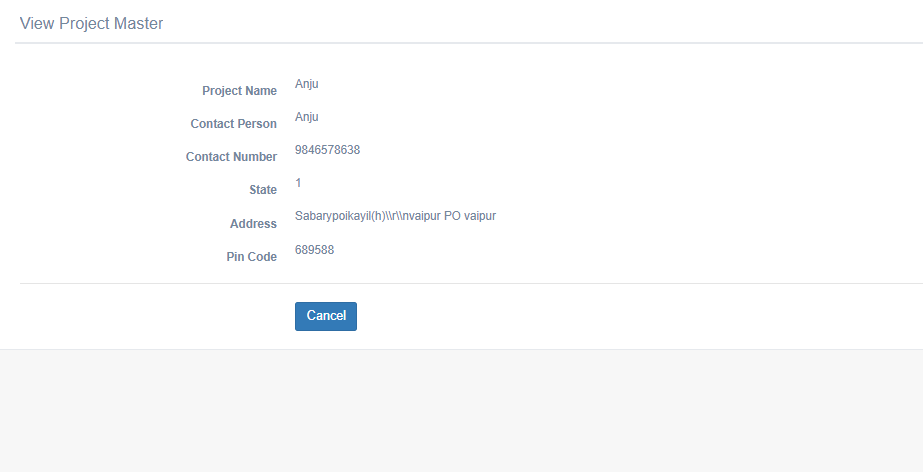 View Project Master
Project Name Anju
Contact Person Anju
Contact Number 9846578638
State 1
Address Sabarypoikayil(h)\\r\\nvaipur PO vaipur
Pin Code 689588
Cancel